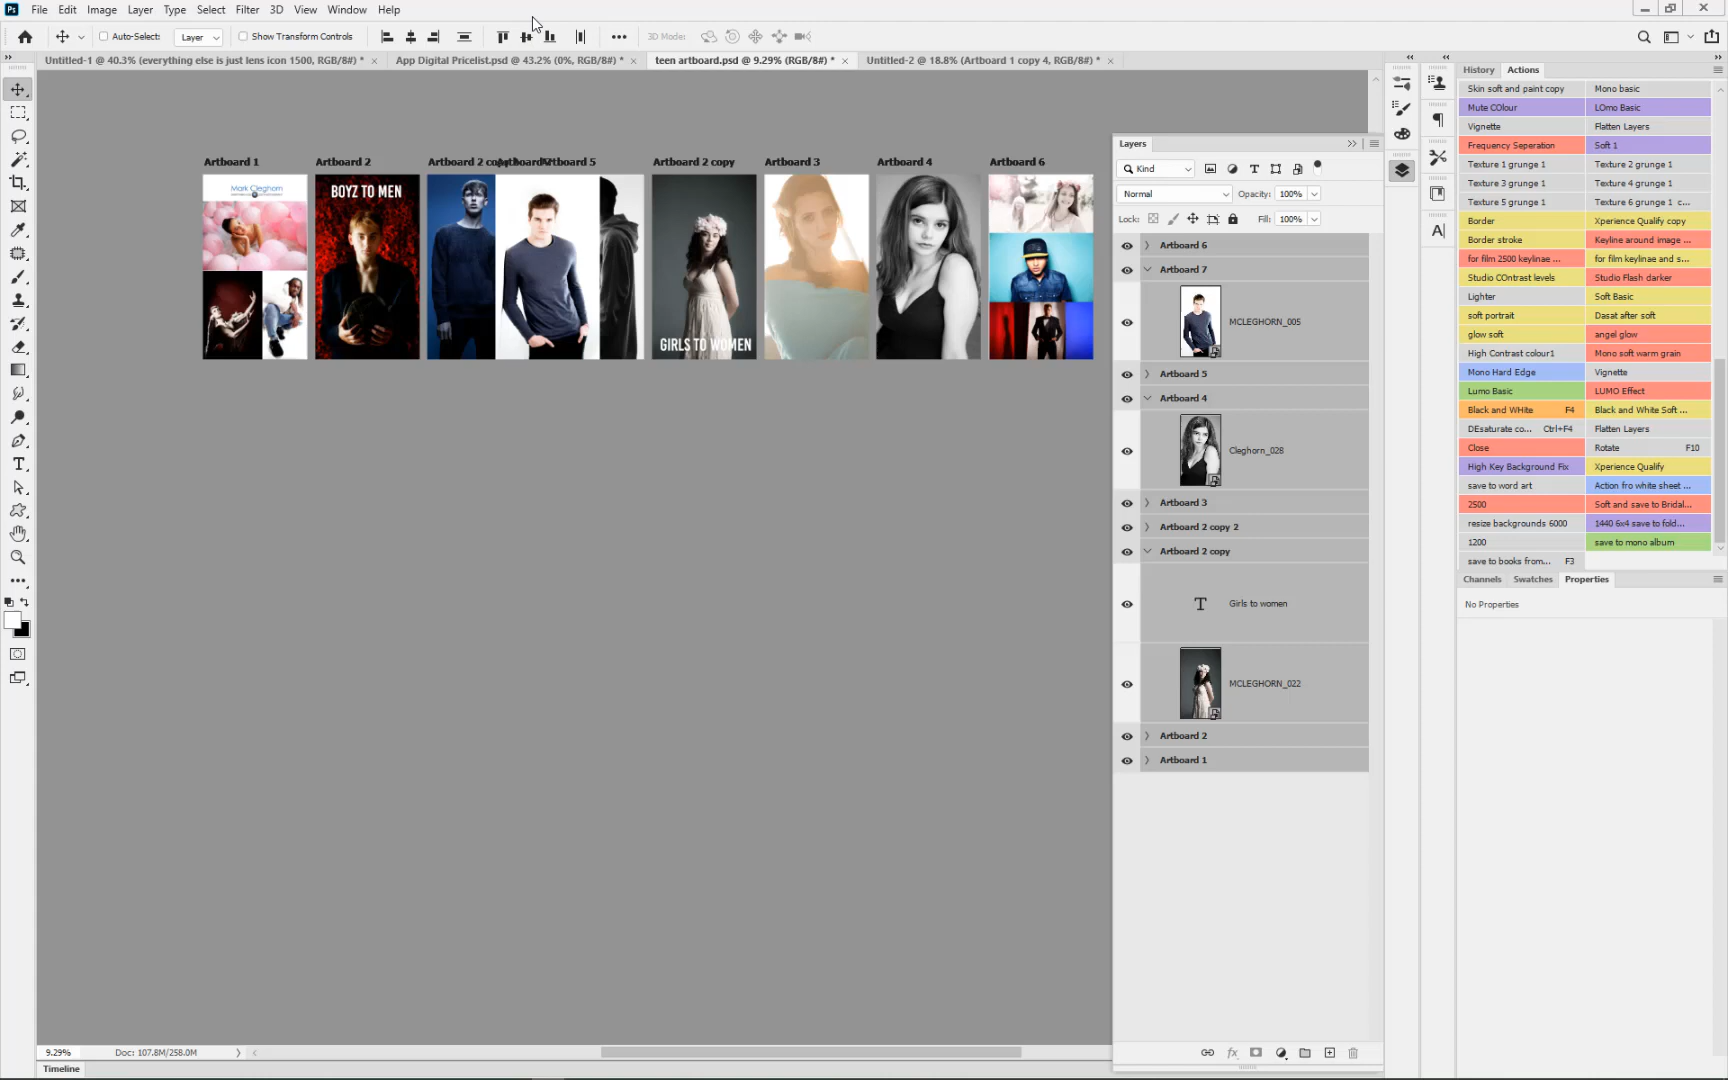 File Edit Image Layer Type Select Filter 3D View Window Help
Auto-Select: Layer Show Transform Controls 3D Mode:
Untitled-1 @ 40.3% (everything else is just lens icon 1500, RGB/8#) * × App Digital Pricelist.psd @ 43.2% (0%, RGB/8#) * × teen artboard.psd @ 9.29% (RGB/8#) * × Untitled-2 @ 18.8% (Artboard 1 copy 4, RGB/8#) * ×
Artboard 1 Artboard 2 Artboard 5 Artboard 2 copy Artboard 3 Artboard 4 Artboard 6
Mark Cleghorn
BOYZ TO MEN
GIRLS TO WOMEN
Layers
Kind
Normal Opacity: 100%
Lock: Fill: 100%
Artboard 6
Artboard 7
MCLEGHORN_005
Artboard 5
Artboard 4
Cleghorn_028
Artboard 3
Artboard 2 copy 2
Artboard 2 copy
T Girls to women
MCLEGHORN_022
Artboard 2
Artboard 1
History Actions
Skin soft and paint copy Mono basic
Mute COlour LOmo Basic
Vignette Flatten Layers
Frequency Seperation Soft 1
Texture 1 grunge 1 Texture 2 grunge 1
Texture 3 grunge 1 Texture 4 grunge 1
Texture 5 grunge 1 Texture 6 grunge 1 c...
Border Xperience Qualify copy
Border stroke Keyline around image ...
for film 2500 keylinae ... for film keylinae and s...
Studio COntrast levels Studio Flash darker
Lighter Soft Basic
soft portrait Dasat after soft
glow soft angel glow
High Contrast colour1 Mono soft warm grain
Mono Hard Edge Vignette
Lumo Basic LUMO Effect
Black and WHite F4 Black and White Soft ...
DEsaturate co... Ctrl+F4 Flatten Layers
Close Rotate F10
High Key Background Fix Xperience Qualify
save to word art Action fro white sheet ...
2500 Soft and save to Bridal...
resize backgrounds 6000 1440 6x4 save to fold...
1200 save to mono album
save to books from... F3
Channels Swatches Properties
No Properties
9.29% Doc: 107.8M/258.0M
Timeline